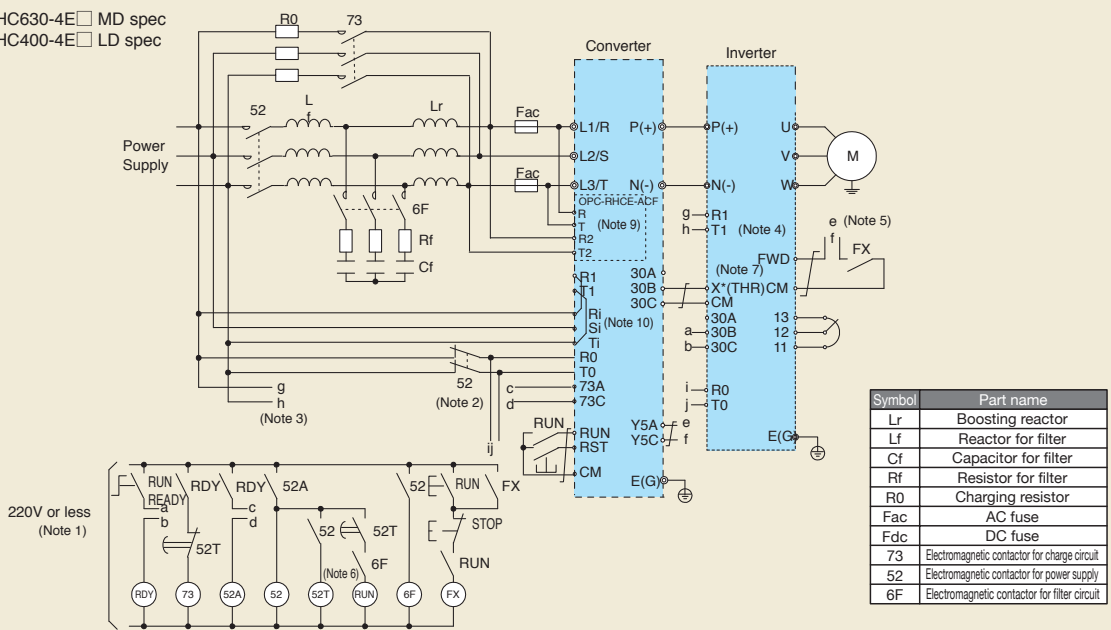 HC630-4E□ MD spec
HC400-4E□ LD spec
R0
73
Converter
Inverter
52
L
f
Lr
Fac
Power
Supply
L1/R
P(+)
P(+)
U
L2/S
V
M
Fac
L3/T
N(-)
N(-)
W
OPC-RHCE-ACF
R
T
(Note 9)
R2
T2
6F
Rf
Cf
g
R1
h
T1
(Note 4)
e
(Note 5)
f
FX
FWD
(Note 7)
R1
T1
30A
30B
30C
X*(THR)
CM
CM
Ri
Si
(Note 10)
Ti
30A
a
30B
b
30C
13
12
11
R0
T0
52
(Note 2)
c
73A
d
73C
g
h
(Note 3)
ij
i
R0
j
T0
RUN
RUN
RST
CM
Y5A
e
Y5C
f
E(G)
E(G)
220V or less
(Note 1)
RUN
READY
RDY
RDY
52A
52
RUN
FX
a
b
c
d
52T
52
52T
STOP
(Note 6)
6F
RUN
RDY
73
52A
52
52T
RUN
6F
FX
Symbol Part name
Lr Boosting reactor
Lf Reactor for filter
Cf Capacitor for filter
Rf Resistor for filter
R0 Charging resistor
Fac AC fuse
Fdc DC fuse
73 Electromagnetic contactor for charge circuit
52 Electromagnetic contactor for power supply
6F Electromagnetic contactor for filter circuit